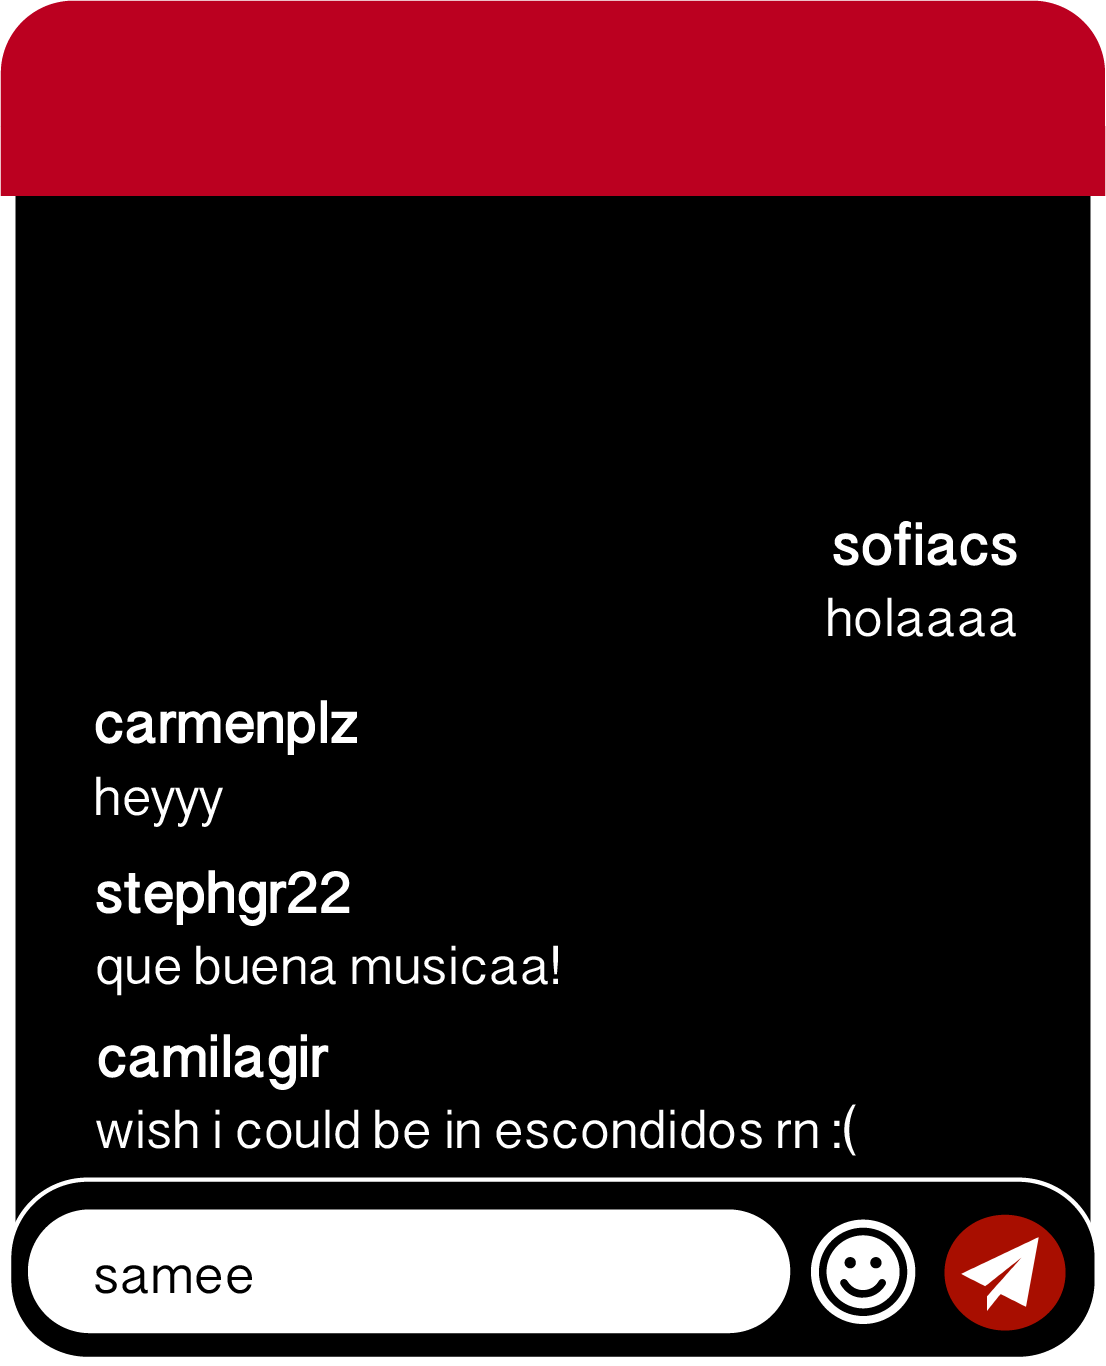 sofiacs
holaaaa
carmenplz
heyyy
stephgr22
que buena musicaa!
camilagir
wish i could be in escondidos rn :(
samee